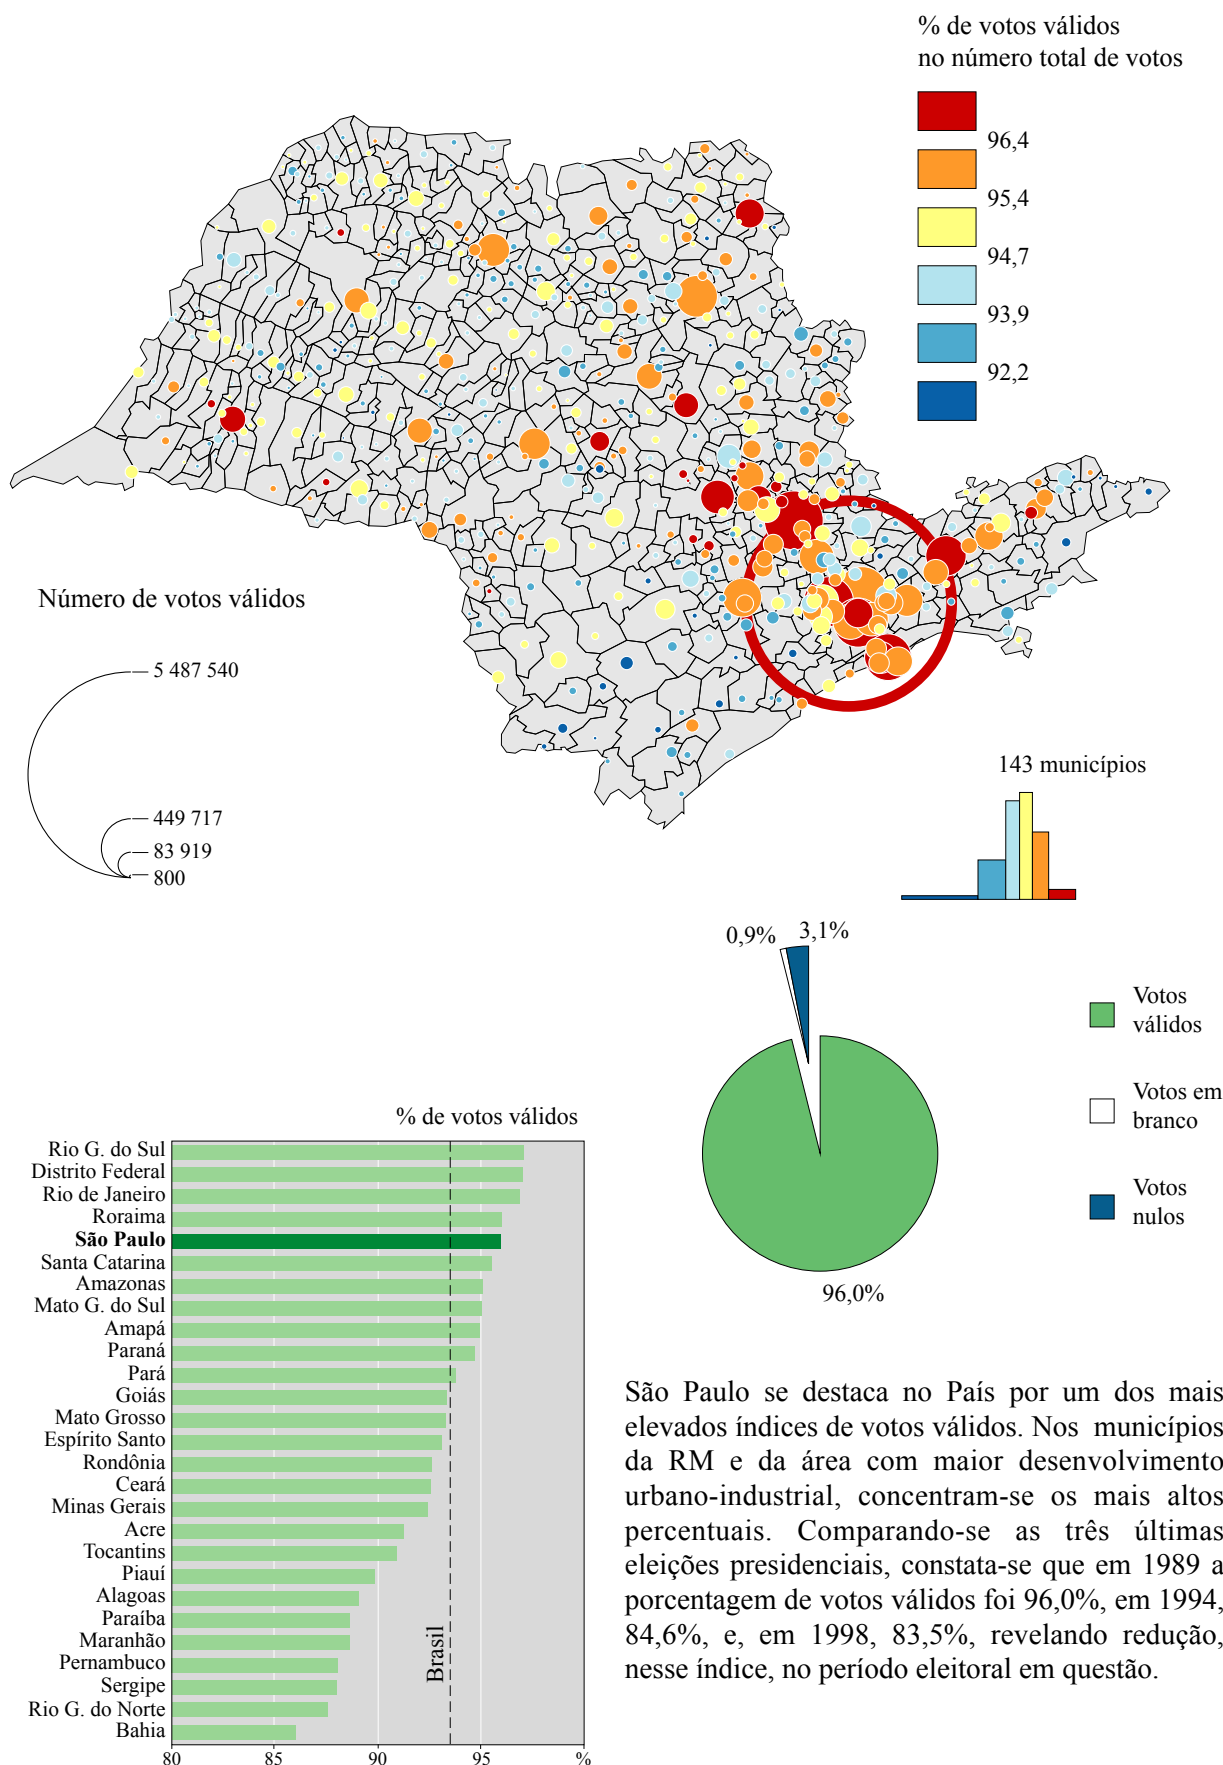 % de votos válidos
no número total de votos
96,4
95,4
94,7
93,9
92,2
Número de votos válidos
5 487 540
449 717
83 919
800
143 municípios
0,9%
3,1%
96,0%
Votos
válidos
Votos em
branco
Votos
nulos
% de votos válidos
Rio G. do Sul
Distrito Federal
Rio de Janeiro
Roraima
São Paulo
Santa Catarina
Amazonas
Mato G. do Sul
Amapá
Paraná
Pará
Goiás
Mato Grosso
Espírito Santo
Rondônia
Ceará
Minas Gerais
Acre
Tocantins
Piauí
Alagoas
Paraíba
Maranhão
Pernambuco
Sergipe
Rio G. do Norte
Bahia
Brasil
80 85 90 95 %
São Paulo se destaca no País por um dos mais
elevados índices de votos válidos. Nos municípios
da RM e da área com maior desenvolvimento
urbano-industrial, concentram-se os mais altos
percentuais. Comparando-se as três últimas
eleições presidenciais, constata-se que em 1989 a
porcentagem de votos válidos foi 96,0%, em 1994,
84,6%, e, em 1998, 83,5%, revelando redução,
nesse índice, no período eleitoral em questão.